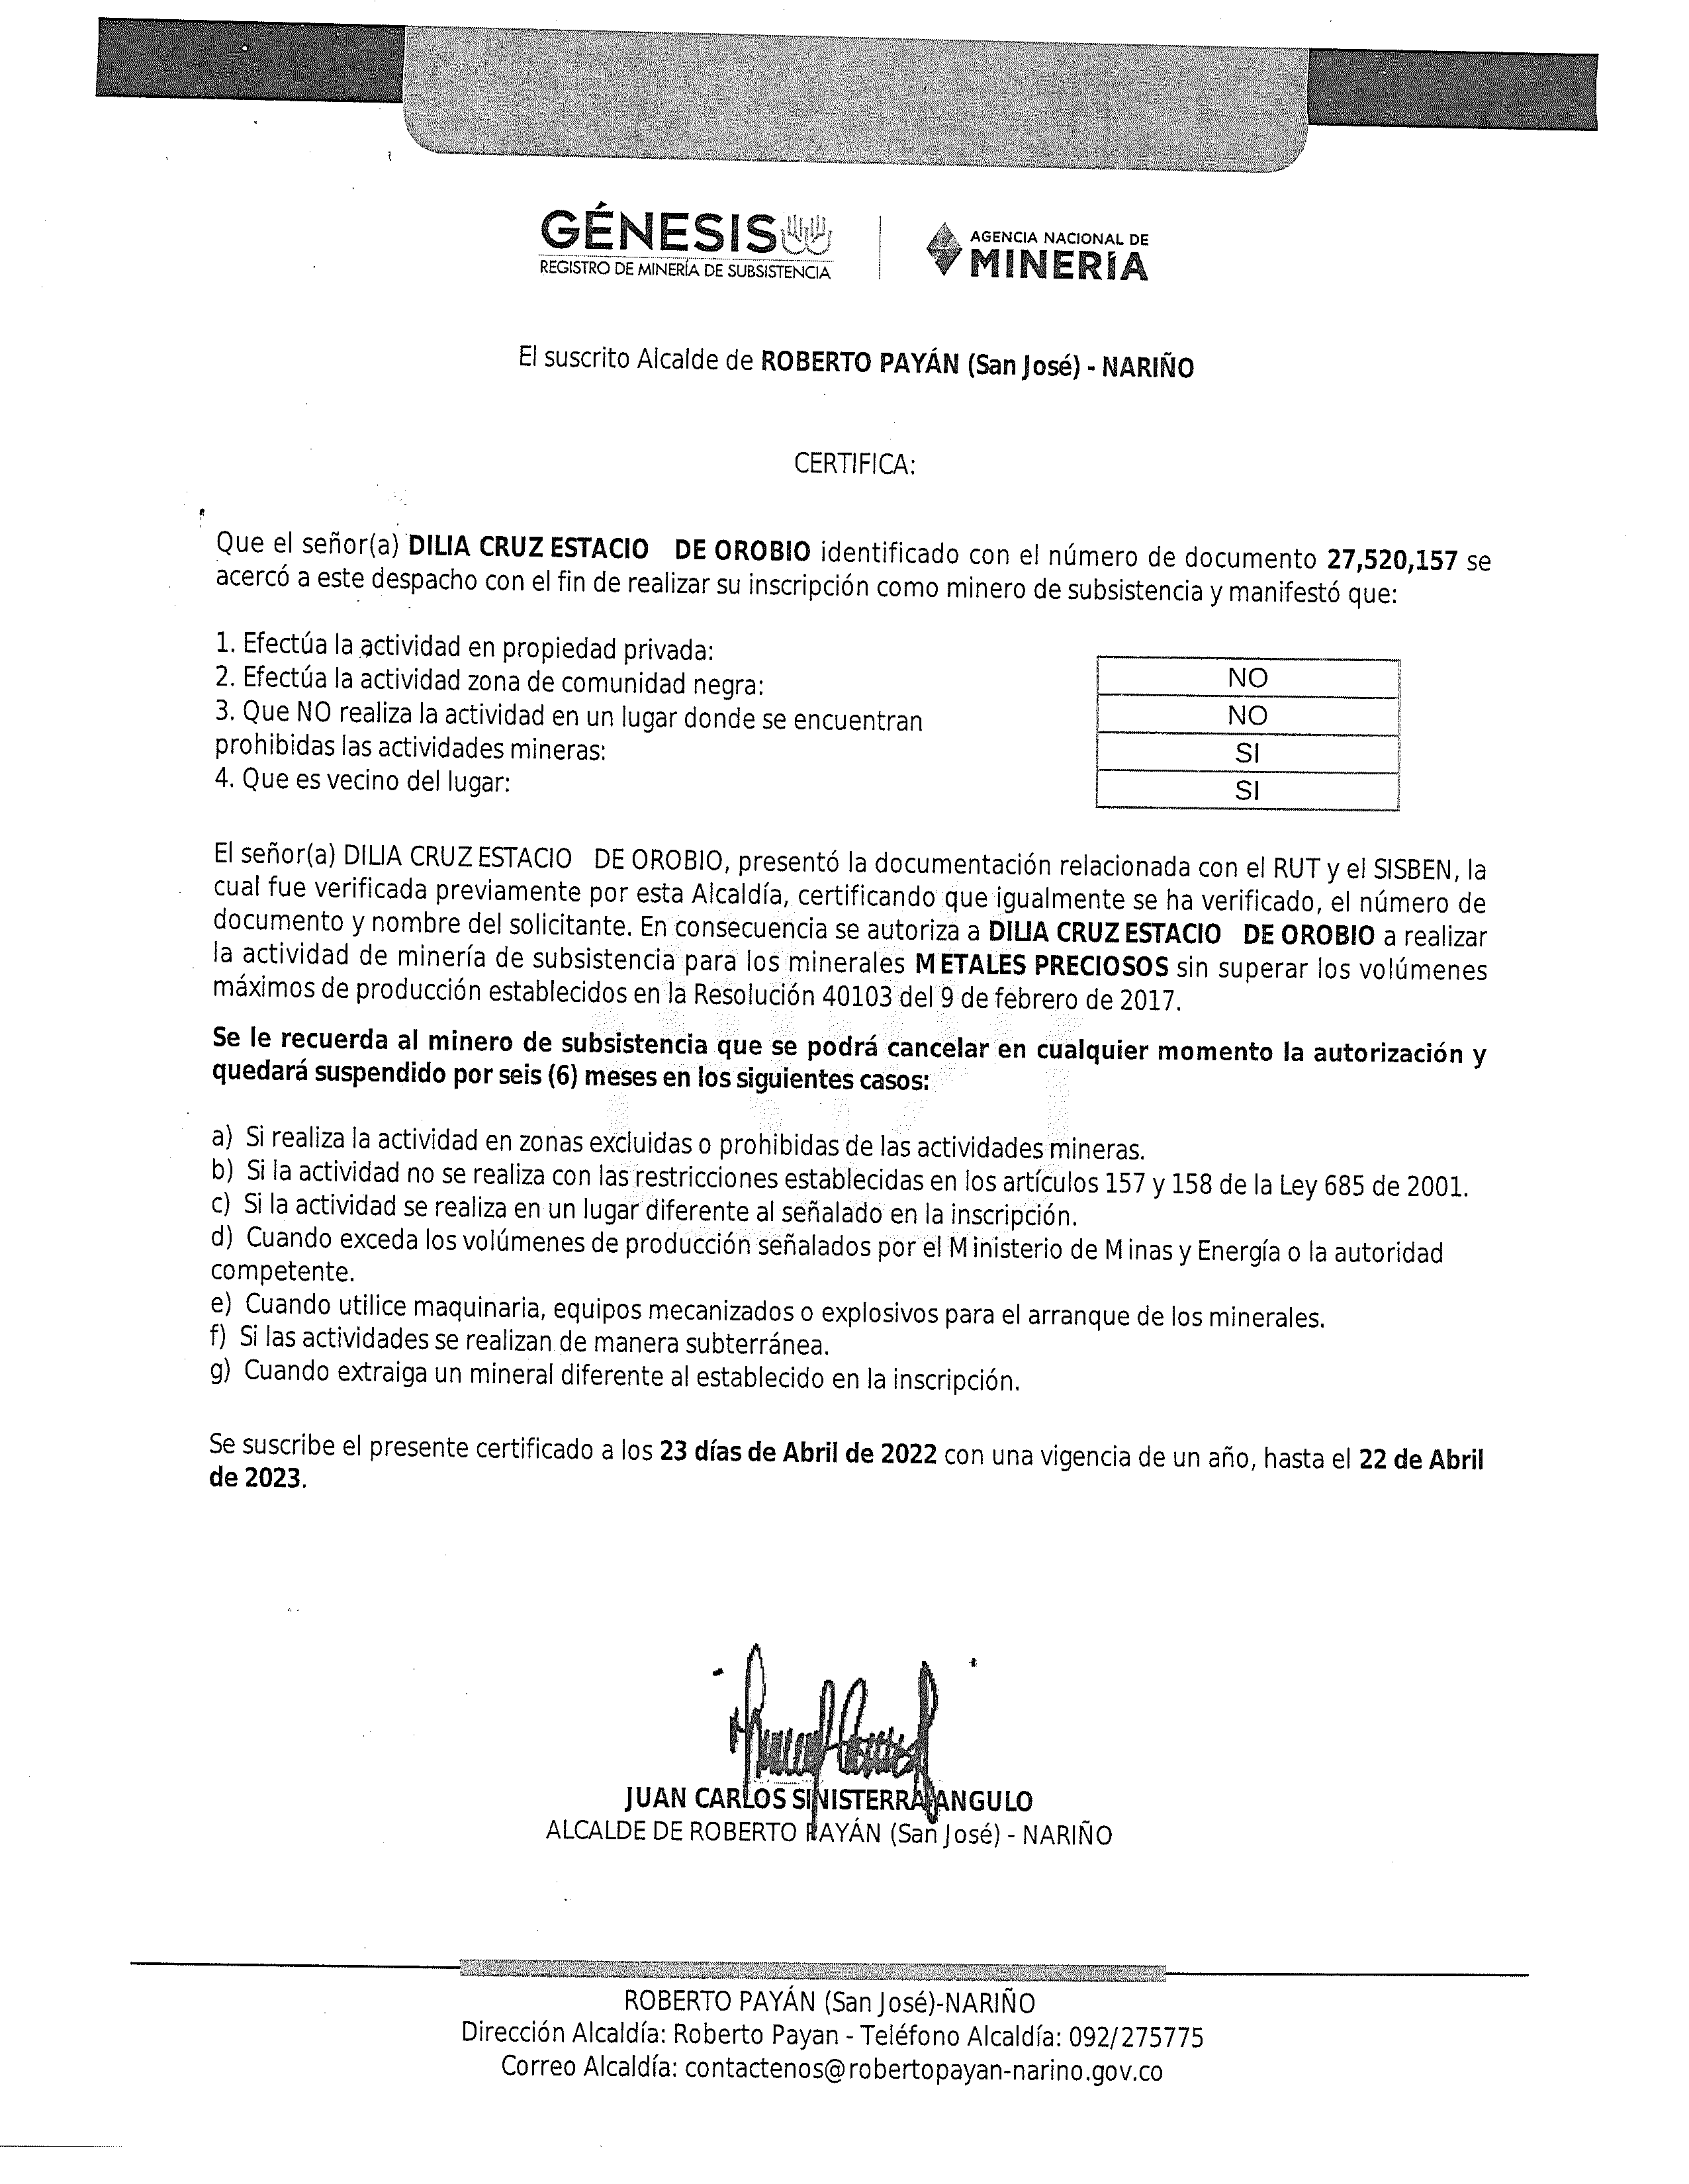 GÉNESIS
REGISTRO DE MINERÍA DE SUBSISTENCIA
AGENCIA NACIONAL DE
MINERÍA
El suscrito Alcalde de ROBERTO PAYÁN (San José) - NARIÑO
CERTIFICA:
Que el señor(a) DILIA CRUZ ESTACIO DE OROBIO identificado con el número de documento 27,520,157 se
acercó a este despacho con el fin de realizar su inscripción como minero de subsistencia y manifestó que:
1. Efectúa la actividad en propiedad privada:
NO
2. Efectúa la actividad zona de comunidad negra:
NO
3. Que NO realiza la actividad en un lugar donde se encuentran
prohibidas las actividades mineras:
SI
4. Que es vecino del lugar:
SI
El señor(a) DILIA CRUZ ESTACIO DE OROBIO, presentó la documentación relacionada con el RUT y el SISBEN, la
cual fue verificada previamente por esta Alcaldía, certificando que igualmente se ha verificado, el número de
documento y nombre del solicitante. En consecuencia se autoriza a DILIA CRUZ ESTACIO DE OROBIO a realizar
la actividad de minería de subsistencia para los minerales METALES PRECIOSOS sin superar los volúmenes
máximos de producción establecidos en la Resolución 40103 del 9 de febrero de 2017.
Se le recuerda al minero de subsistencia que se podrá cancelar en cualquier momento la autorización y
quedará suspendido por seis (6) meses en los siguientes casos:
a) Si realiza la actividad en zonas excluidas o prohibidas de las actividades mineras.
b) Si la actividad no se realiza con las restricciones establecidas en los artículos 157 y 158 de la Ley 685 de 2001.
c) Si la actividad se realiza en un lugar diferente al señalado en la inscripción.
d) Cuando exceda los volúmenes de producción señalados por el Ministerio de Minas y Energía o la autoridad
competente.
e) Cuando utilice maquinaria, equipos mecanizados o explosivos para el arranque de los minerales.
f) Si las actividades se realizan de manera subterránea.
g) Cuando extraiga un mineral diferente al establecido en la inscripción.
Se suscribe el presente certificado a los 23 días de Abril de 2022 con una vigencia de un año, hasta el 22 de Abril
de 2023.
JUAN CARLOS SINISTERRA ANGULO
ALCALDE DE ROBERTO PAYÁN (San José) - NARIÑO
ROBERTO PAYÁN (San José)-NARIÑO
Dirección Alcaldía: Roberto Payan - Teléfono Alcaldía: 092/275775
Correo Alcaldía: contactenos@robertopayan-narino.gov.co